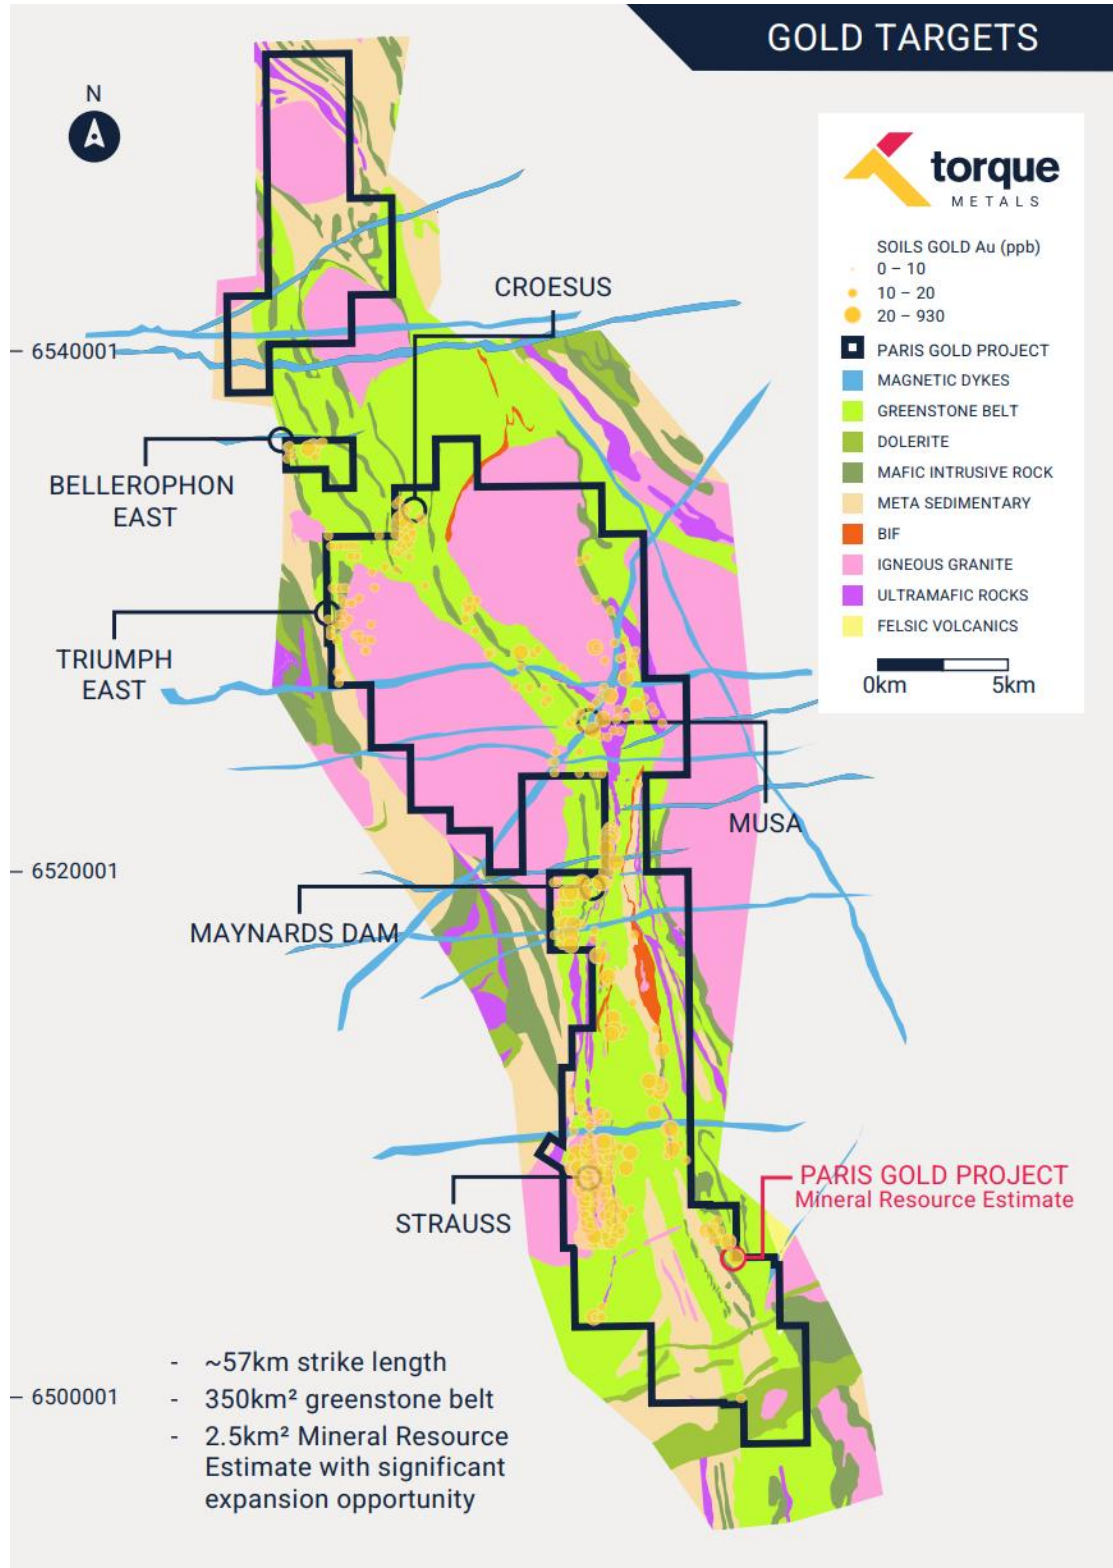 GOLD TARGETS
N
torque
METALS
SOILS GOLD Au (ppb)
0 – 10
10 – 20
20 – 930
PARIS GOLD PROJECT
MAGNETIC DYKES
GREENSTONE BELT
DOLERITE
MAFIC INTRUSIVE ROCK
META SEDIMENTARY
BIF
IGNEOUS GRANITE
ULTRAMAFIC ROCKS
FELSIC VOLCANICS
0km 5km
CROESUS
6540001
BELLEROPHON
EAST
TRIUMPH
EAST
MUSA
6520001
MAYNARDS DAM
PARIS GOLD PROJECT
Mineral Resource Estimate
STRAUSS
6500001
- ~57km strike length
- 350km² greenstone belt
- 2.5km² Mineral Resource
Estimate with significant
expansion opportunity